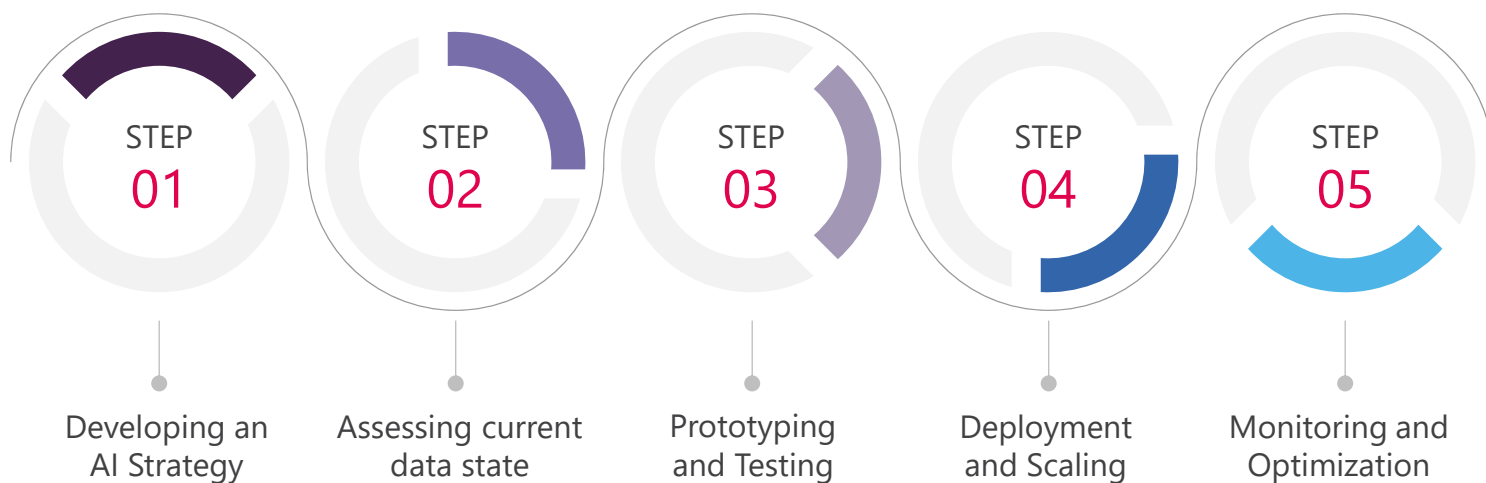 STEP
01
STEP
02
STEP
03
STEP
04
STEP
05
Developing an
AI Strategy
Assessing current
data state
Prototyping
and Testing
Deployment
and Scaling
Monitoring and
Optimization